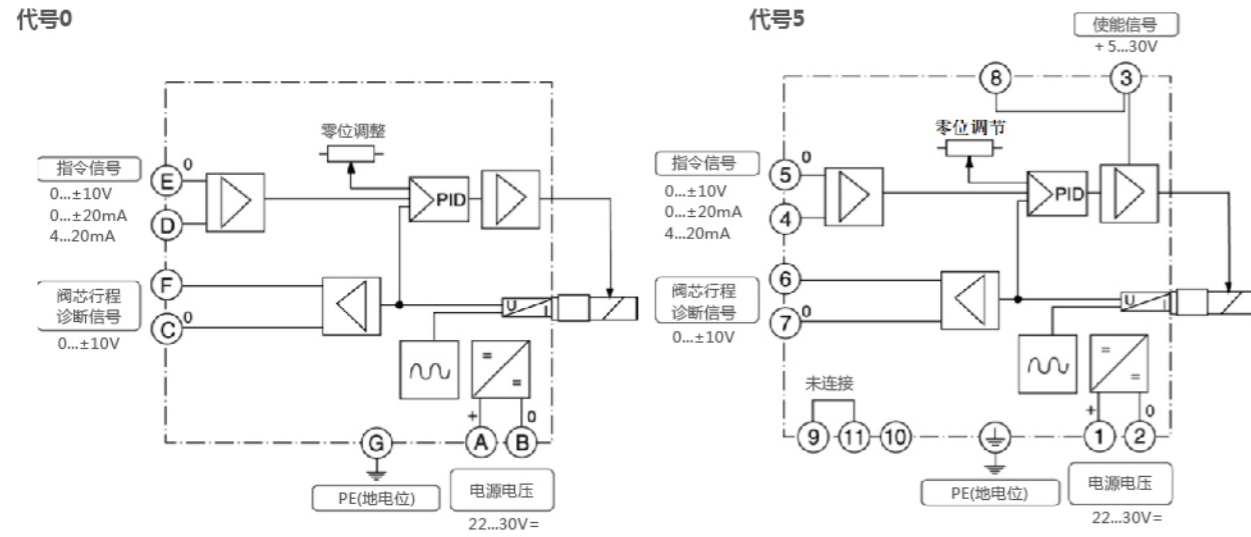 代号0
零位调整
指令信号
0...±10V
0...±20mA
4...20mA
E
0
D
PID
阀芯行程
诊断信号
0...±10V
F
C
0
U
I
=
=
+
0
G
A
B
PE(地电位)
电源电压
22...30V=
代号5
使能信号
+ 5...30V
8
3
零位调节
指令信号
0...±10V
0...±20mA
4...20mA
5
0
4
PID
阀芯行程
诊断信号
0...±10V
6
7
0
U
I
=
=
未连接
+
0
9
11
10
1
2
PE(地电位)
电源电压
22...30V=